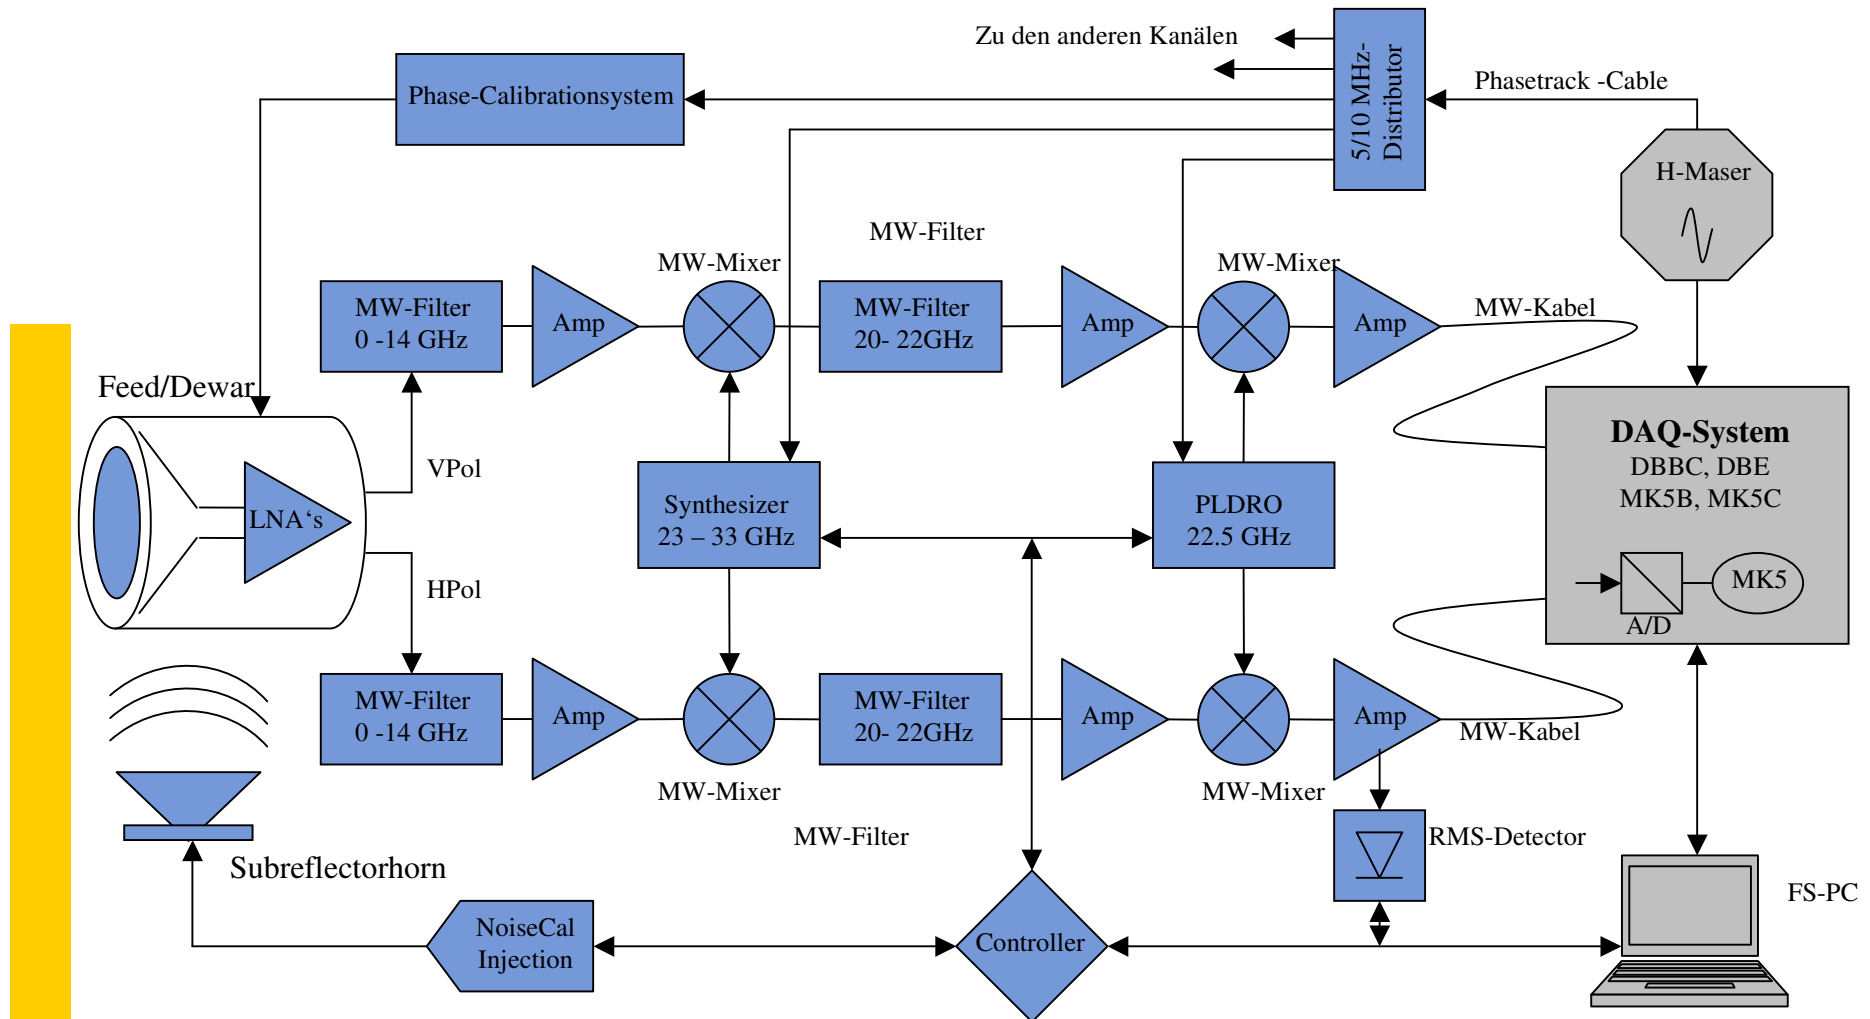 Zu den anderen Kanälen
Phase-Calibrationsystem
5/10 MHz-
Distributor
Phasetrack -Cable
H-Maser
MW-Filter
MW-Mixer
MW-Mixer
MW-Filter
0 -14 GHz
Amp
MW-Filter
20- 22GHz
Amp
Amp
MW-Kabel
Feed/Dewar
LNA‘s
VPol
HPol
Synthesizer
23 – 33 GHz
PLDRO
22.5 GHz
DAQ-System
DBBC, DBE
MK5B, MK5C
MK5
A/D
MW-Filter
0 -14 GHz
Amp
MW-Filter
20- 22GHz
Amp
Amp
MW-Kabel
MW-Mixer
MW-Mixer
MW-Filter
RMS-Detector
Subreflectorhorn
NoiseCal
Injection
Controller
FS-PC